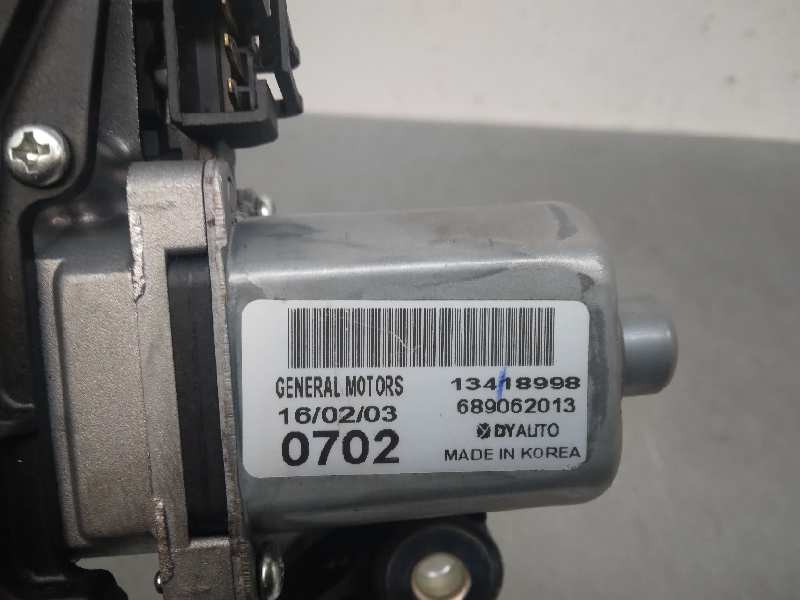 GENERAL MOTORS 13418998
16/02/03 689062013
0702 DYAUTO
MADE IN KOREA